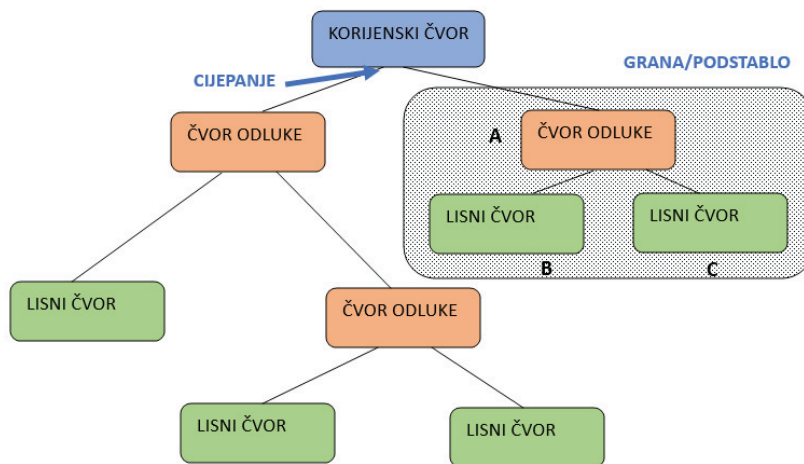 KORIJENSKI ČVOR
GRANA/PODSTABLO
CIJEPANJE
ČVOR ODLUKE
A
ČVOR ODLUKE
LISNI ČVOR
LISNI ČVOR
B
C
LISNI ČVOR
ČVOR ODLUKE
LISNI ČVOR
LISNI ČVOR